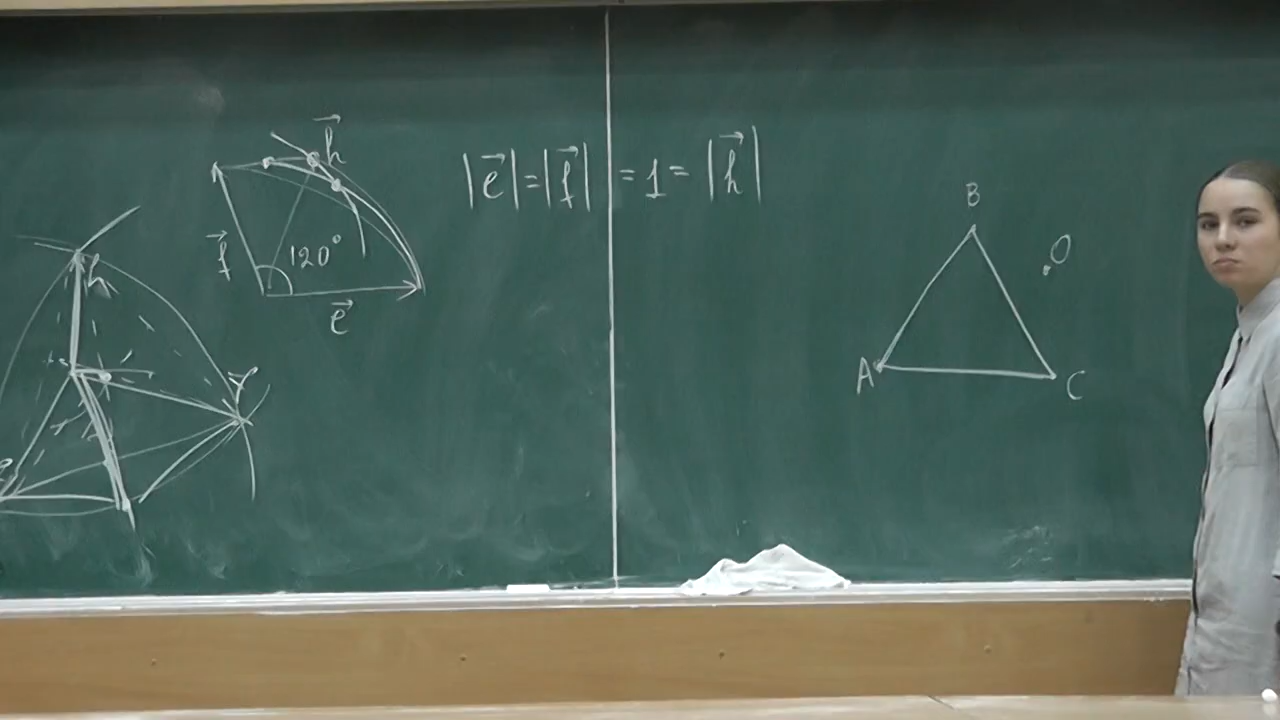 h
|e⃗|=|f⃗| = 1 = |h⃗|
h⃗
f⃗
120°
e⃗
B
O
A
C